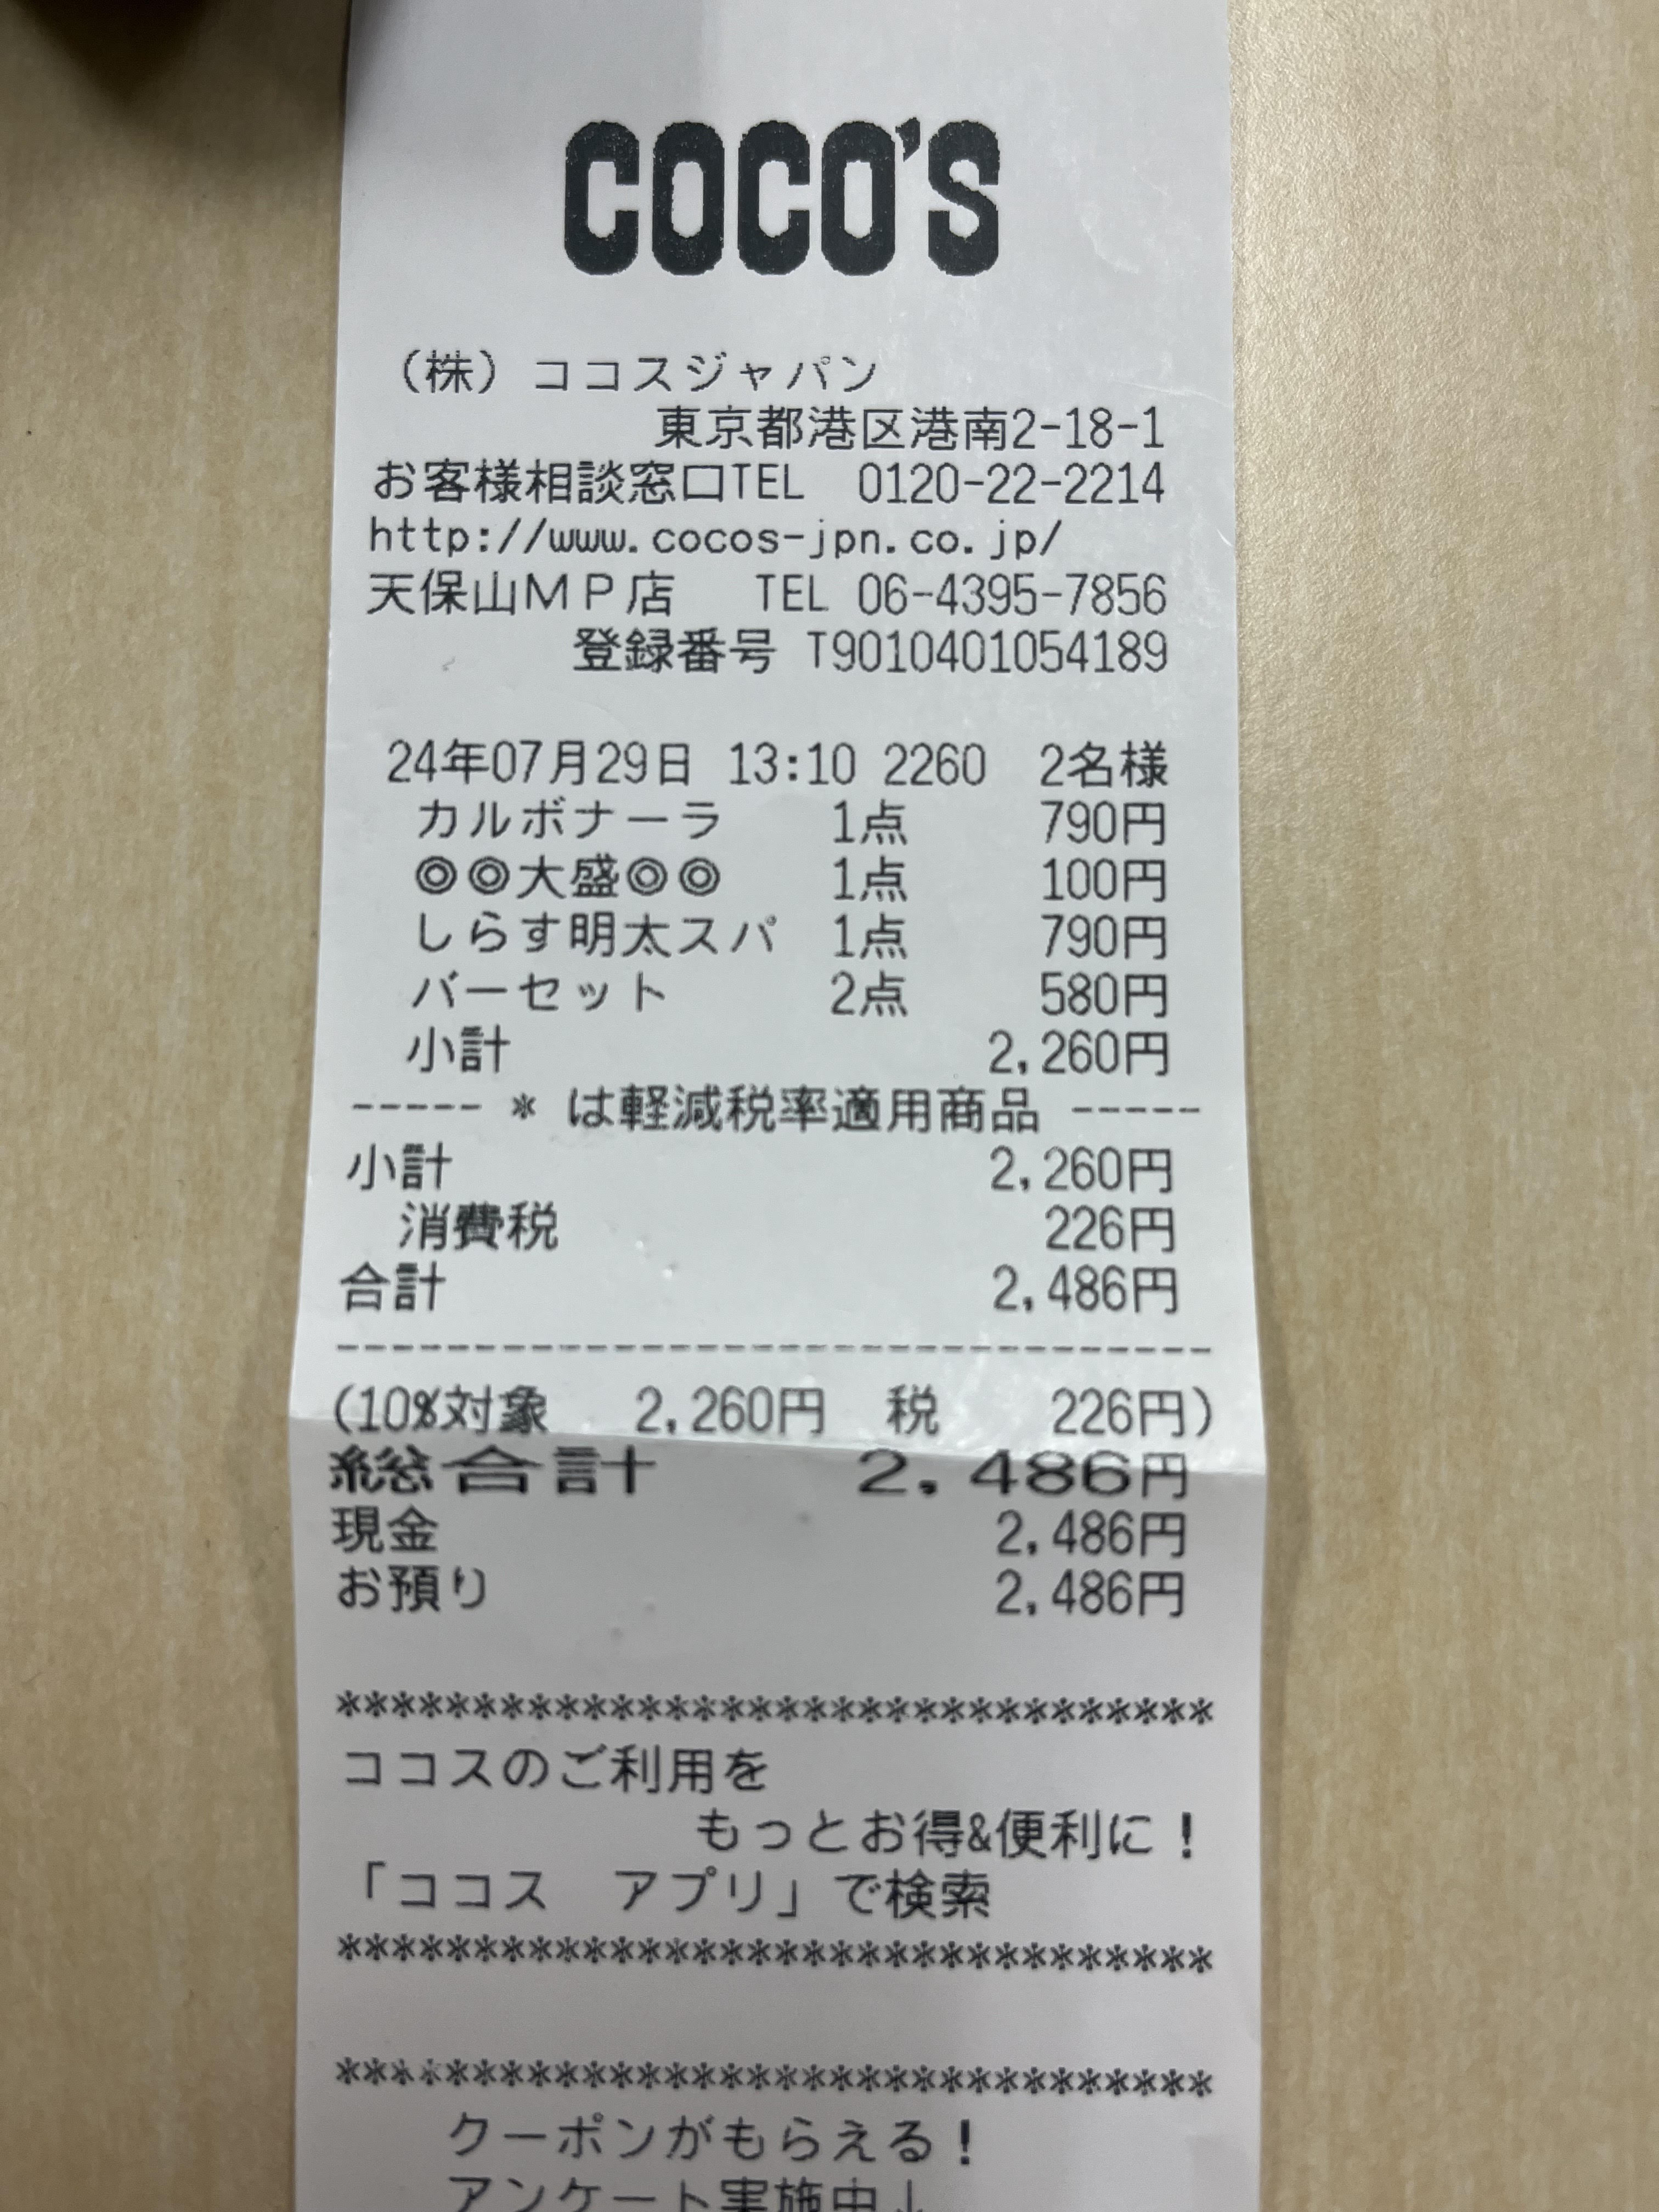 COCO'S
（株）ココスジャパン
東京都港区港南2-18-1
お客様相談窓口TEL 0120-22-2214
http://www.cocos-jpn.co.jp/
天保山ＭＰ店 TEL 06-4395-7856
登録番号 T9010401054189
24年07月29日 13:10 2260 2名様
カルボナーラ 1点 790円
◎◎大盛◎◎ 1点 100円
しらす明太スパ 1点 790円
バーセット 2点 580円
小計 2,260円
----- * は軽減税率適用商品 -----
小計 2,260円
消費税 226円
合計 2,486円
--------------------------------
(10%対象 2,260円 税 226円)
総合計 2,486円
現金 2,486円
お預り 2,486円
********************************
ココスのご利用を
もっとお得&便利に！
「ココス アプリ」で検索
********************************
********************************
クーポンがもらえる！
アンケート実施中↓